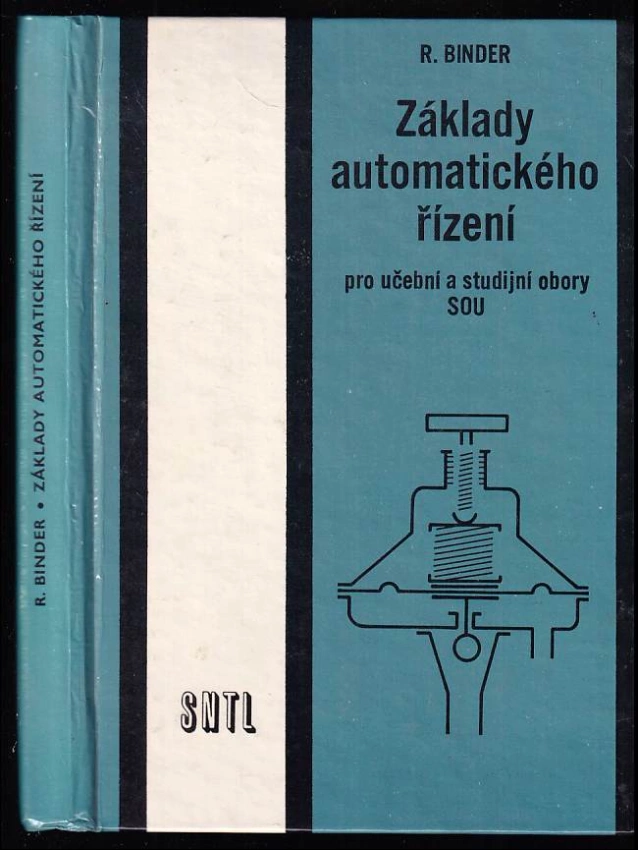 R. BINDER • ZÁKLADY AUTOMATICKÉHO ŘÍZENÍ
R. BINDER
Základy
automatického
řízení
pro učební a studijní obory
SOU
SNTL